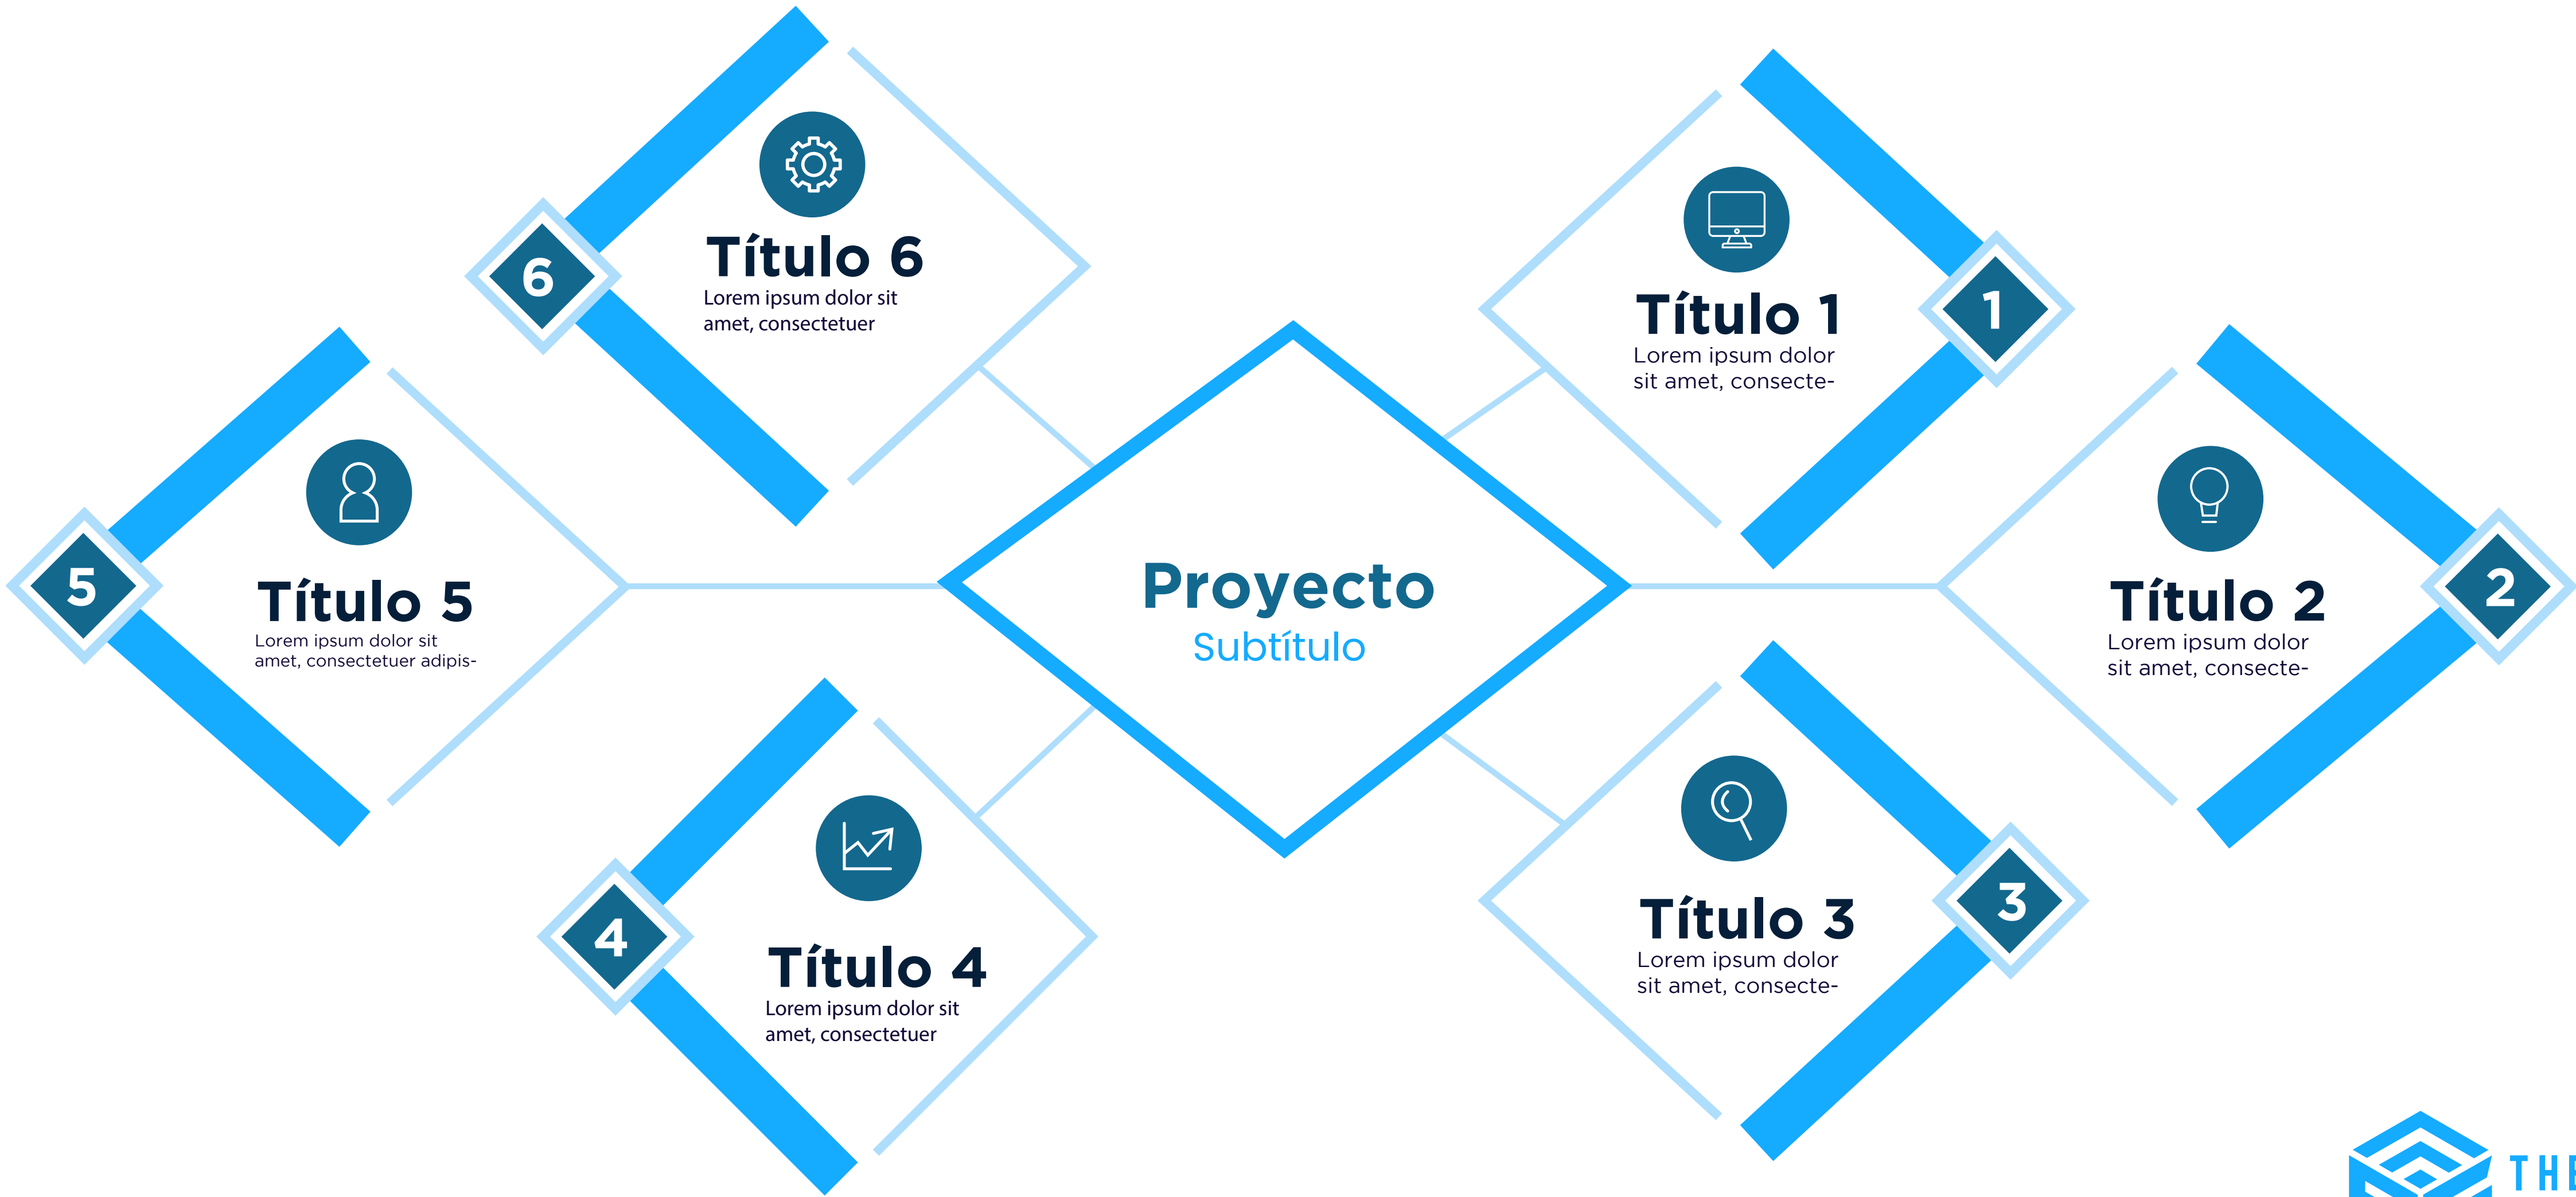 6
Título 6
Lorem ipsum dolor sit
amet, consectetuer
Título 1
Lorem ipsum dolor
sit amet, consecte-
1
5
Título 5
Lorem ipsum dolor sit
amet, consectetuer adipis-
Proyecto
Subtítulo
Título 2
Lorem ipsum dolor
sit amet, consecte-
2
4
Título 4
Lorem ipsum dolor sit
amet, consectetuer
Título 3
Lorem ipsum dolor
sit amet, consecte-
3